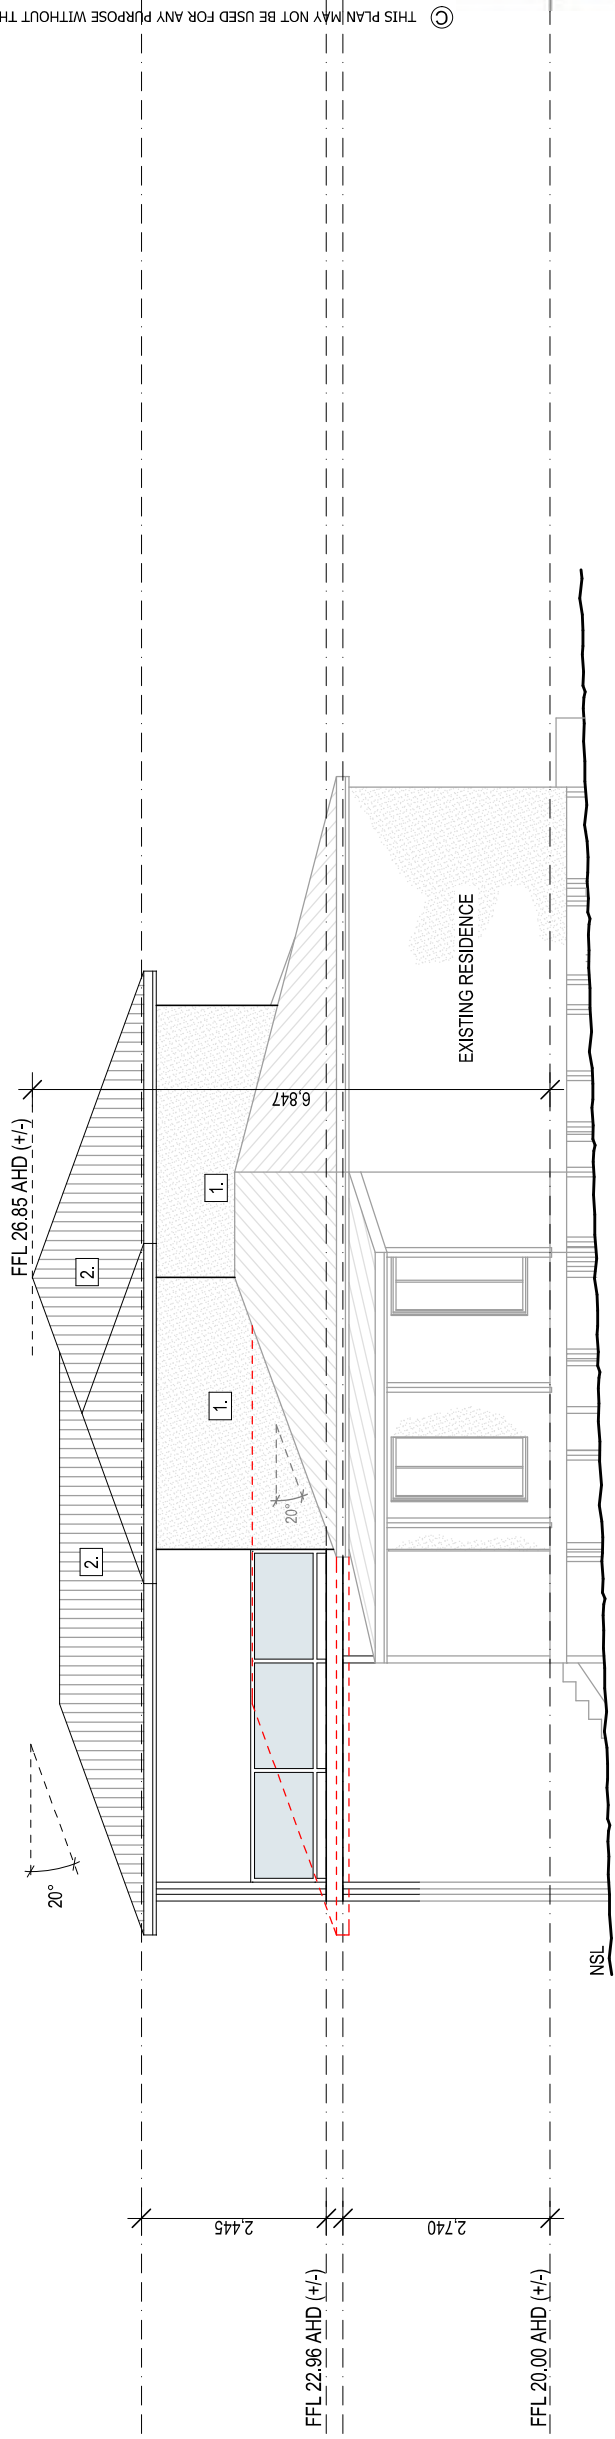 © THIS PLAN MAY NOT BE USED FOR ANY PURPOSE WITHOUT TH
FFL 26.85 AHD (+/-)
6,847
EXISTING RESIDENCE
1.
2.
1.
2.
20°
20°
NSL
2,445
2,740
FFL 22.96 AHD (+/-)
FFL 20.00 AHD (+/-)